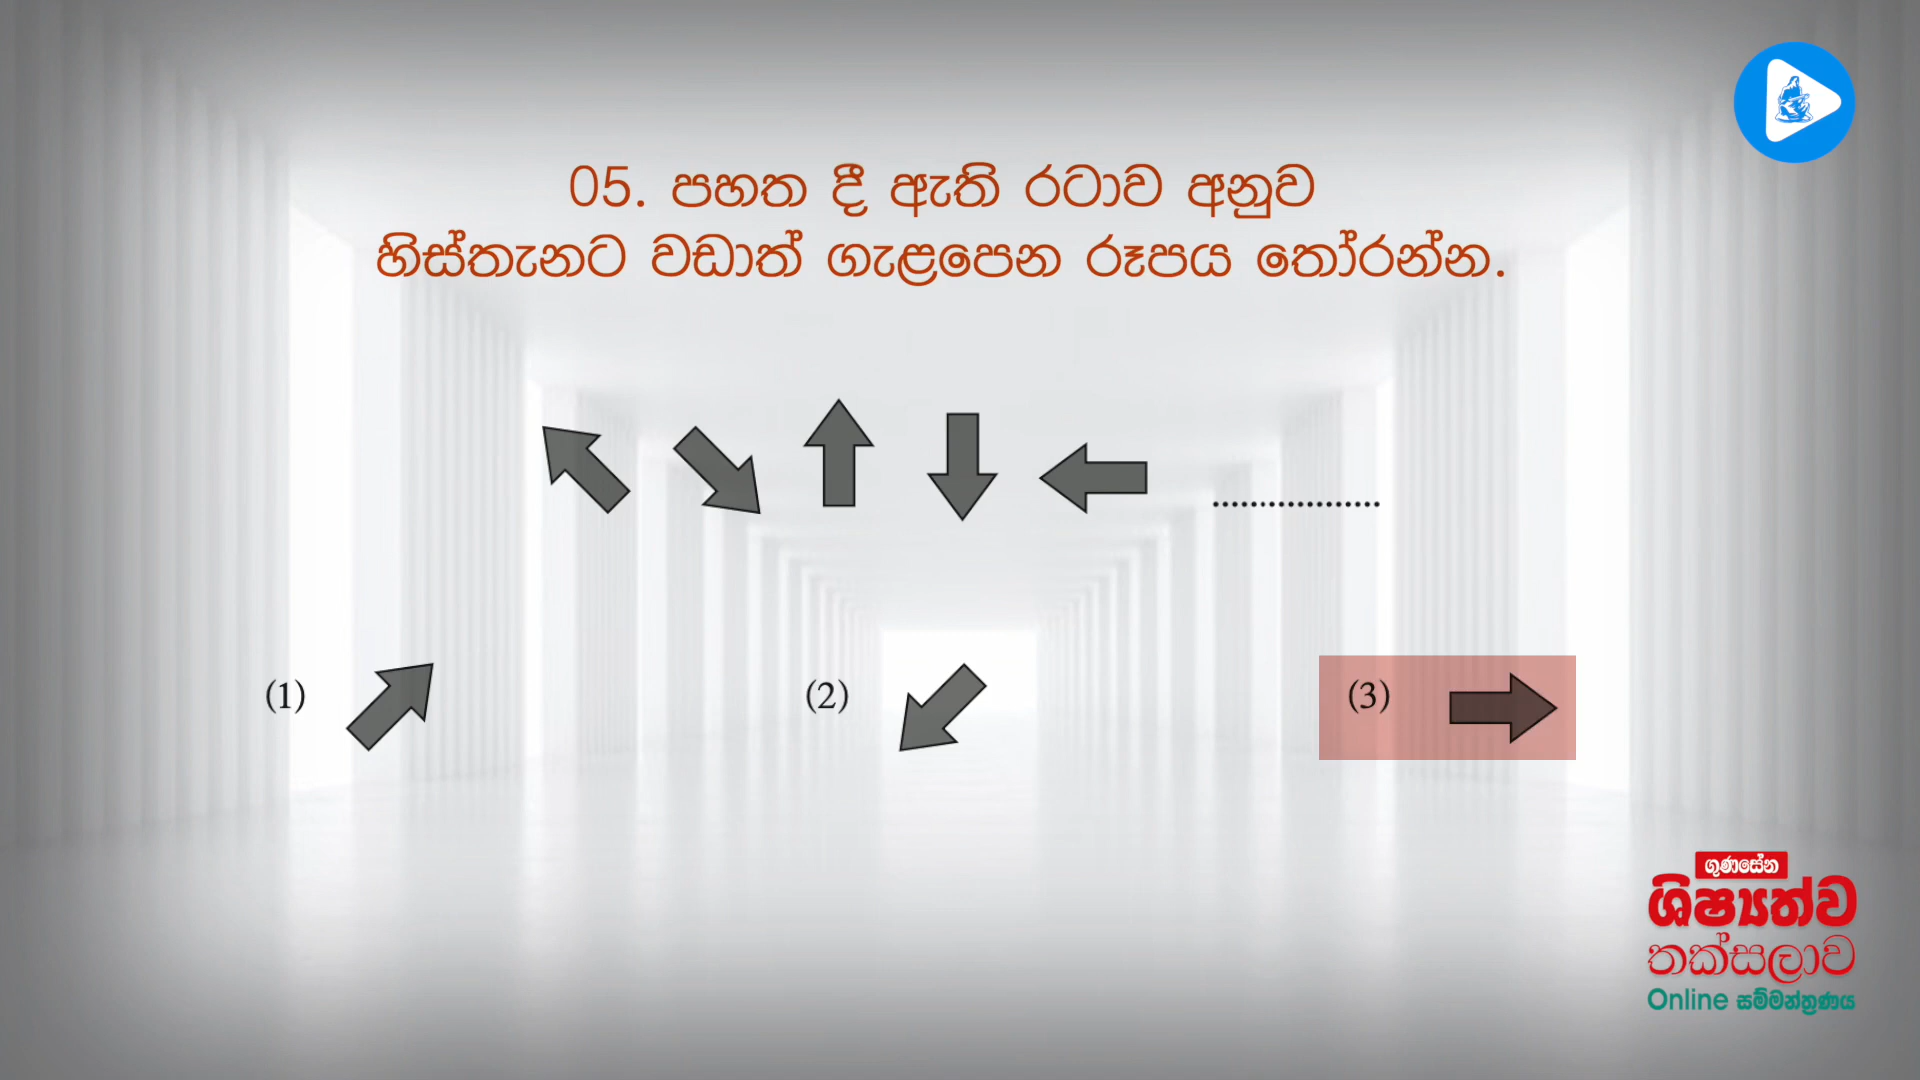 05. පහත දී ඇති රටාව අනුව
හිස්තැනට වඩාත් ගැළපෙන රූපය තෝරන්න.
....................
(1)
(2)
(3)
ගුණසේන
ශිෂ්‍යත්ව
තක්සලාව
Online සම්මන්ත්‍රණය